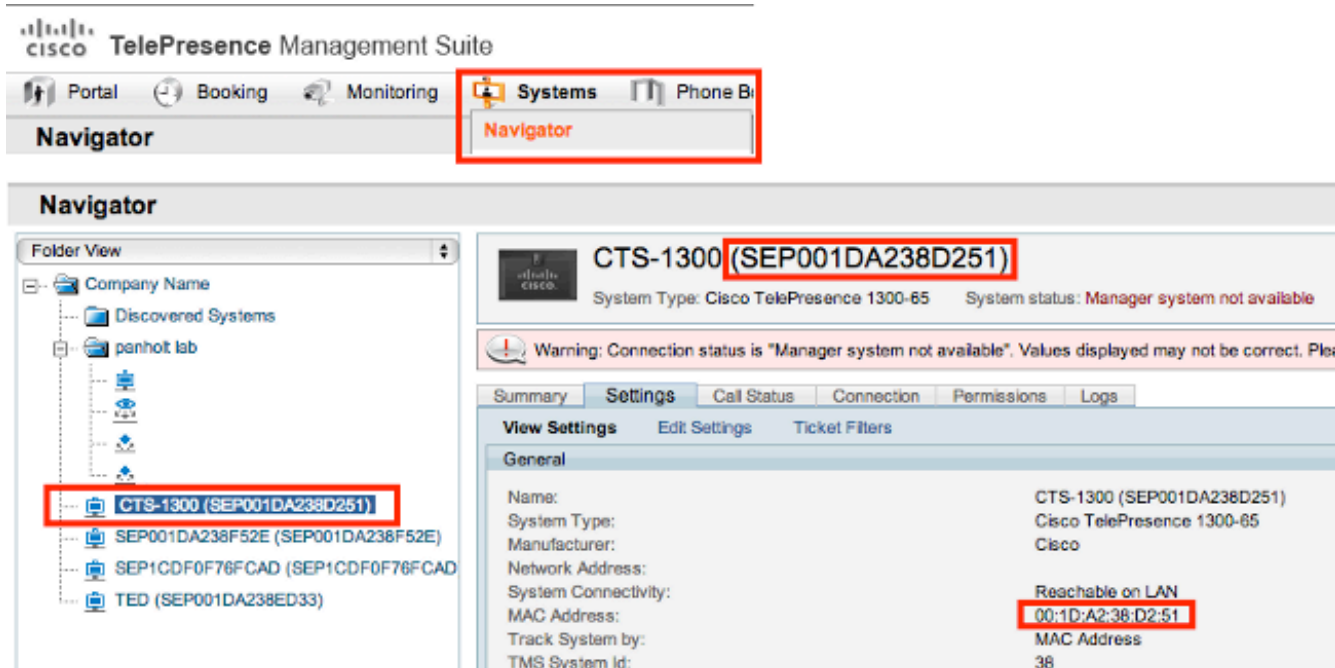 CISCO TelePresence Management Suite
Portal Booking Monitoring Systems Phone B
Navigator
Navigator
Navigator
Folder View
Company Name
Discovered Systems
panholt lab
CTS-1300 (SEP001DA238D251)
SEP001DA238F52E (SEP001DA238F52E)
SEP1CDF0F76FCAD (SEP1CDF0F76FCAD
TED (SEP001DA238ED33)
CISCO
CTS-1300 (SEP001DA238D251)
System Type: Cisco TelePresence 1300-65 System status: Manager system not available
Warning: Connection status is "Manager system not available". Values displayed may not be correct. Plea
Summary Settings Call Status Connection Permissions Logs
View Settings Edit Settings Ticket Filters
General
Name: CTS-1300 (SEP001DA238D251)
System Type: Cisco TelePresence 1300-65
Manufacturer: Cisco
Network Address:
System Connectivity: Reachable on LAN
MAC Address: 00:1D:A2:38:D2:51
Track System by: MAC Address
TMS System Id: 38